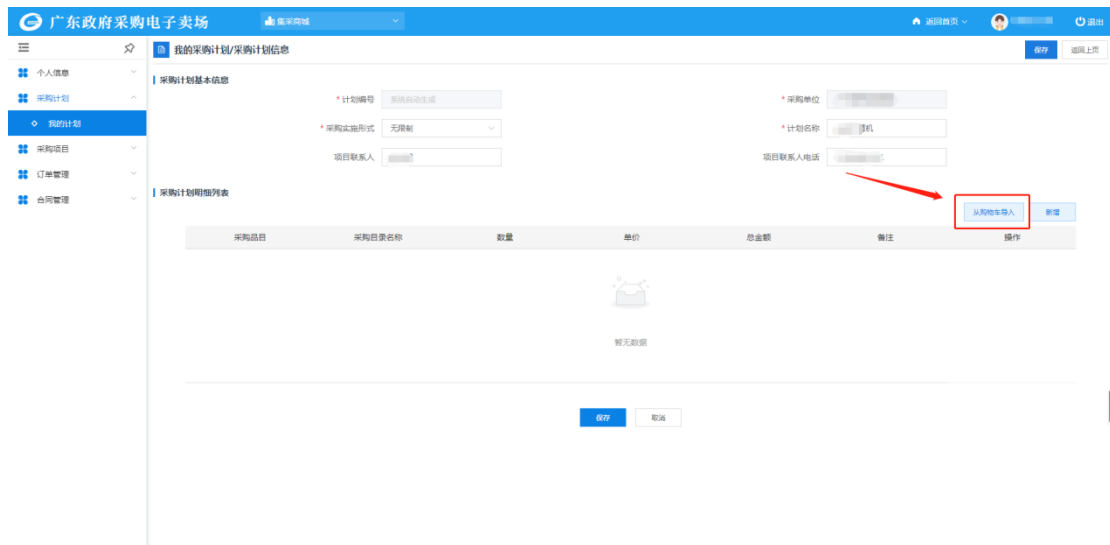 广东政府采购电子卖场 集采商城 返回首页 退出
我的采购计划/采购计划信息 保存 返回上页
个人信息
采购计划
我的计划
采购项目
订单管理
合同管理
采购计划基本信息
* 计划编号 系统自动生成 * 采购单位
* 采购实施形式 无限制 * 计划名称 机
项目联系人 项目联系人电话
采购计划明细列表
从购物车导入 新增
采购品目 采购目录名称 数量 单价 总金额 备注 操作
暂无数据
保存 取消